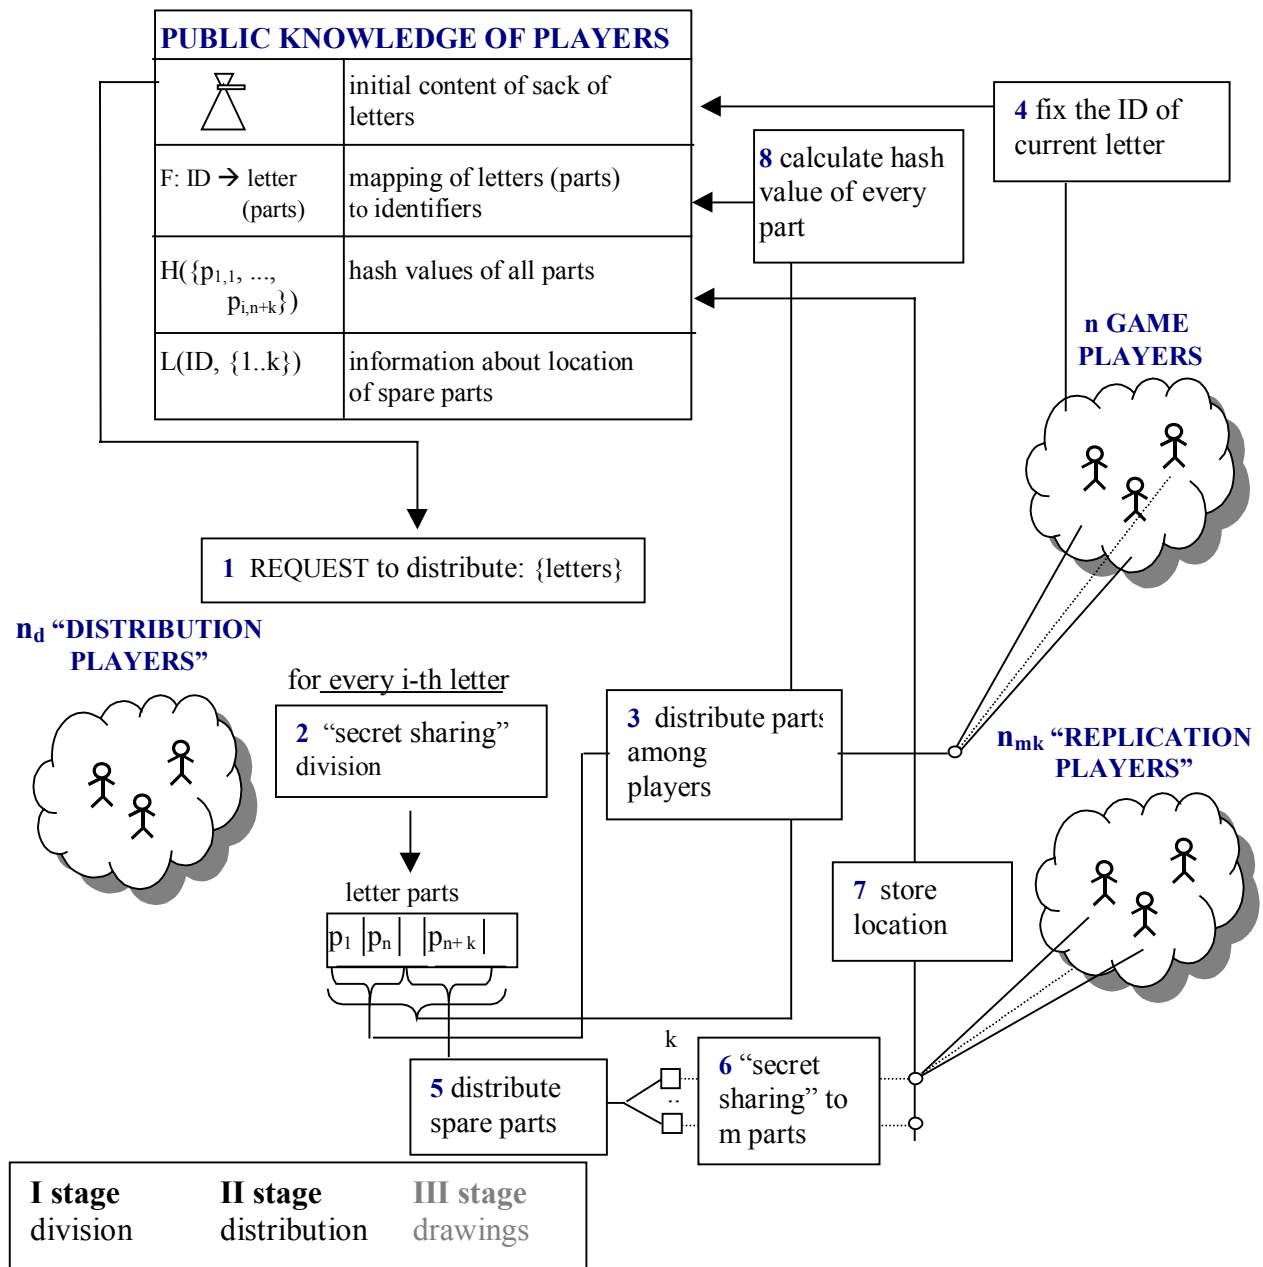 PUBLIC KNOWLEDGE OF PLAYERS
initial content of sack of
letters
F: ID → letter
(parts)
mapping of letters (parts)
to identifiers
H({p1,1, ...,
pi,n+k})
hash values of all parts
L(ID, {1..k})
information about location
of spare parts
4 fix the ID of
current letter
8 calculate hash
value of every
part
n GAME
PLAYERS
1 REQUEST to distribute: {letters}
nd “DISTRIBUTION
PLAYERS”
for every i-th letter
2 “secret sharing”
division
3 distribute parts
among
players
nmk “REPLICATION
PLAYERS”
letter parts
p1 |pn| |pn+ k|
7 store
location
k
..
5 distribute
spare parts
6 “secret
sharing” to
m parts
I stage II stage III stage
division distribution drawings